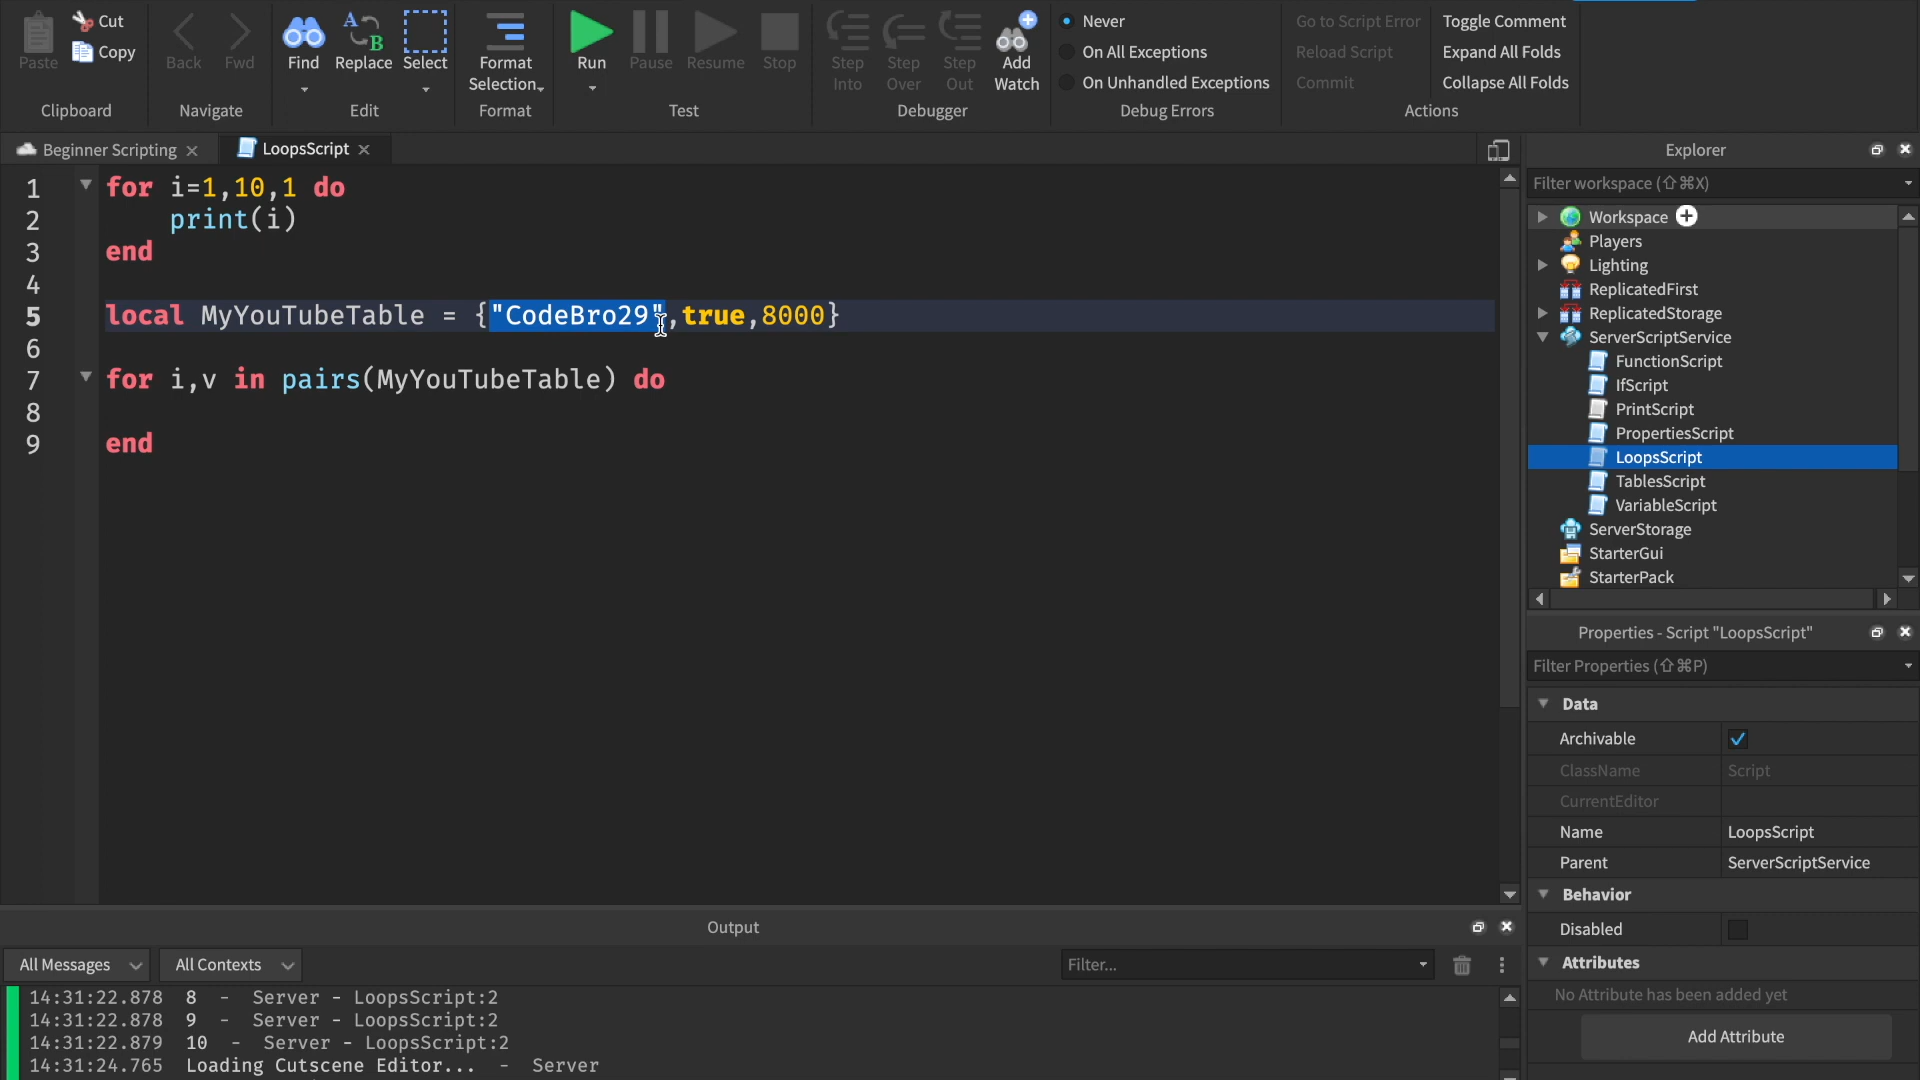 Paste
Cut
Copy
Clipboard
Back
Fwd
Navigate
Find
Replace
Select
Edit
Format
Selection
Format
Run
Pause
Resume
Stop
Test
Step
Into
Step
Over
Step
Out
Add
Watch
Debugger
Never
On All Exceptions
On Unhandled Exceptions
Debug Errors
Go to Script Error
Reload Script
Commit
Toggle Comment
Expand All Folds
Collapse All Folds
Actions
Beginner Scripting
LoopsScript
1 for i=1,10,1 do
2 print(i)
3 end
4
5 local MyYouTubeTable = {"CodeBro29",true,8000}
6
7 for i,v in pairs(MyYouTubeTable) do
8
9 end
Explorer
Filter workspace (⇧⌘X)
Workspace
Players
Lighting
ReplicatedFirst
ReplicatedStorage
ServerScriptService
FunctionScript
IfScript
PrintScript
PropertiesScript
LoopsScript
TablesScript
VariableScript
ServerStorage
StarterGui
StarterPack
Properties - Script "LoopsScript"
Filter Properties (⇧⌘P)
Data
Archivable
ClassName Script
CurrentEditor
Name LoopsScript
Parent ServerScriptService
Behavior
Disabled
Attributes
No Attribute has been added yet
Add Attribute
Output
All Messages
All Contexts
Filter...
14:31:22.878 8 - Server - LoopsScript:2
14:31:22.878 9 - Server - LoopsScript:2
14:31:22.879 10 - Server - LoopsScript:2
14:31:24.765 Loading Cutscene Editor... - Server